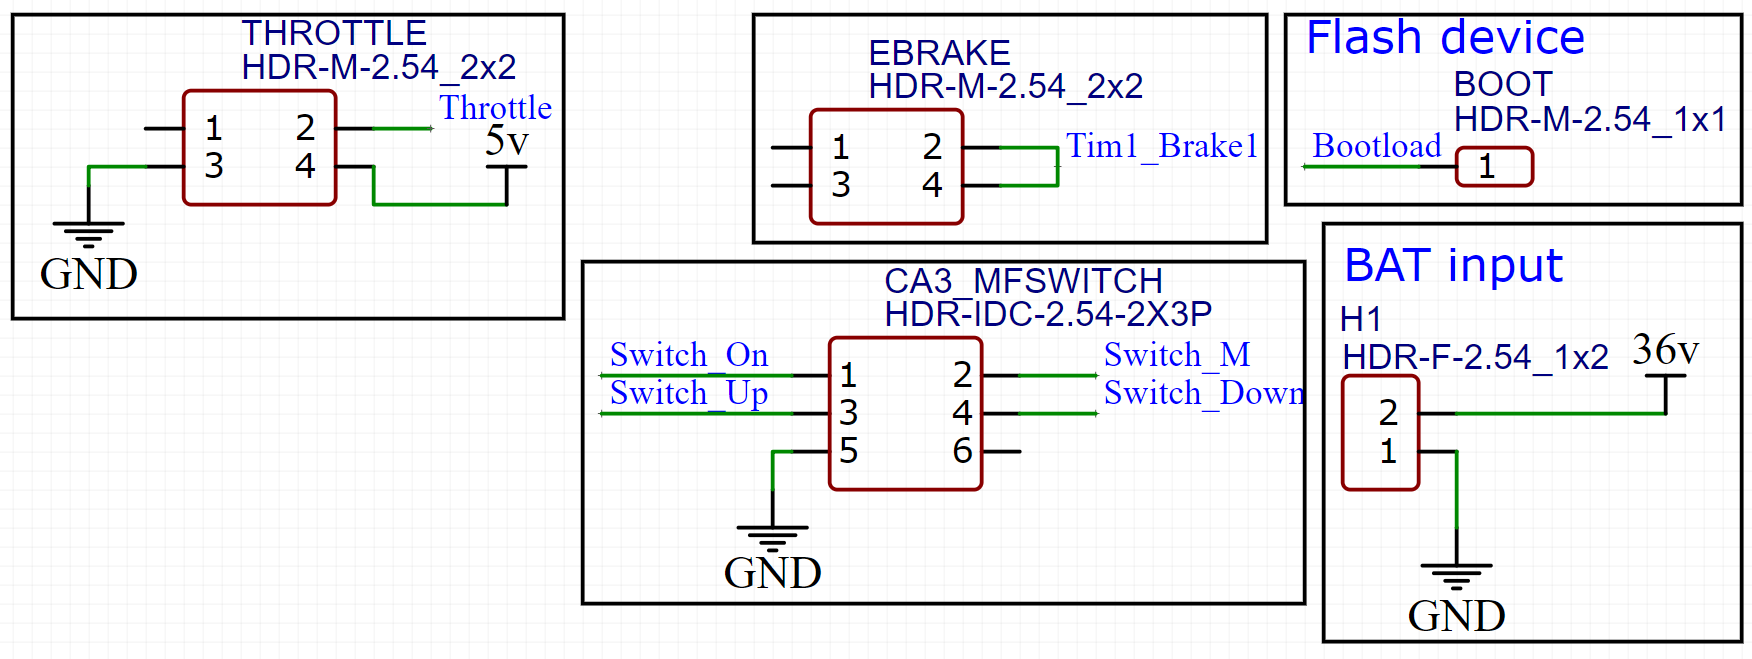 THROTTLE
HDR-M-2.54_2x2
Throttle
5v
1 2
3 4
GND
EBRAKE
HDR-M-2.54_2x2
Tim1_Brake1
1 2
3 4
Flash device
BOOT
HDR-M-2.54_1x1
Bootload
1
CA3_MFSWITCH
HDR-IDC-2.54-2X3P
Switch_On
Switch_M
1 2
Switch_Up
Switch_Down
3 4
5 6
GND
BAT input
H1
HDR-F-2.54_1x2
36v
2
1
GND